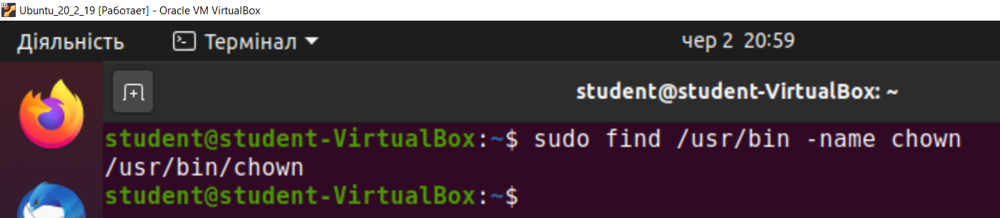 Ubuntu_20_2_19 [Работает] - Oracle VM VirtualBox
Діяльність Термінал чер 2 20:59
student@student-VirtualBox: ~
student@student-VirtualBox:~$ sudo find /usr/bin -name chown
/usr/bin/chown
student@student-VirtualBox:~$